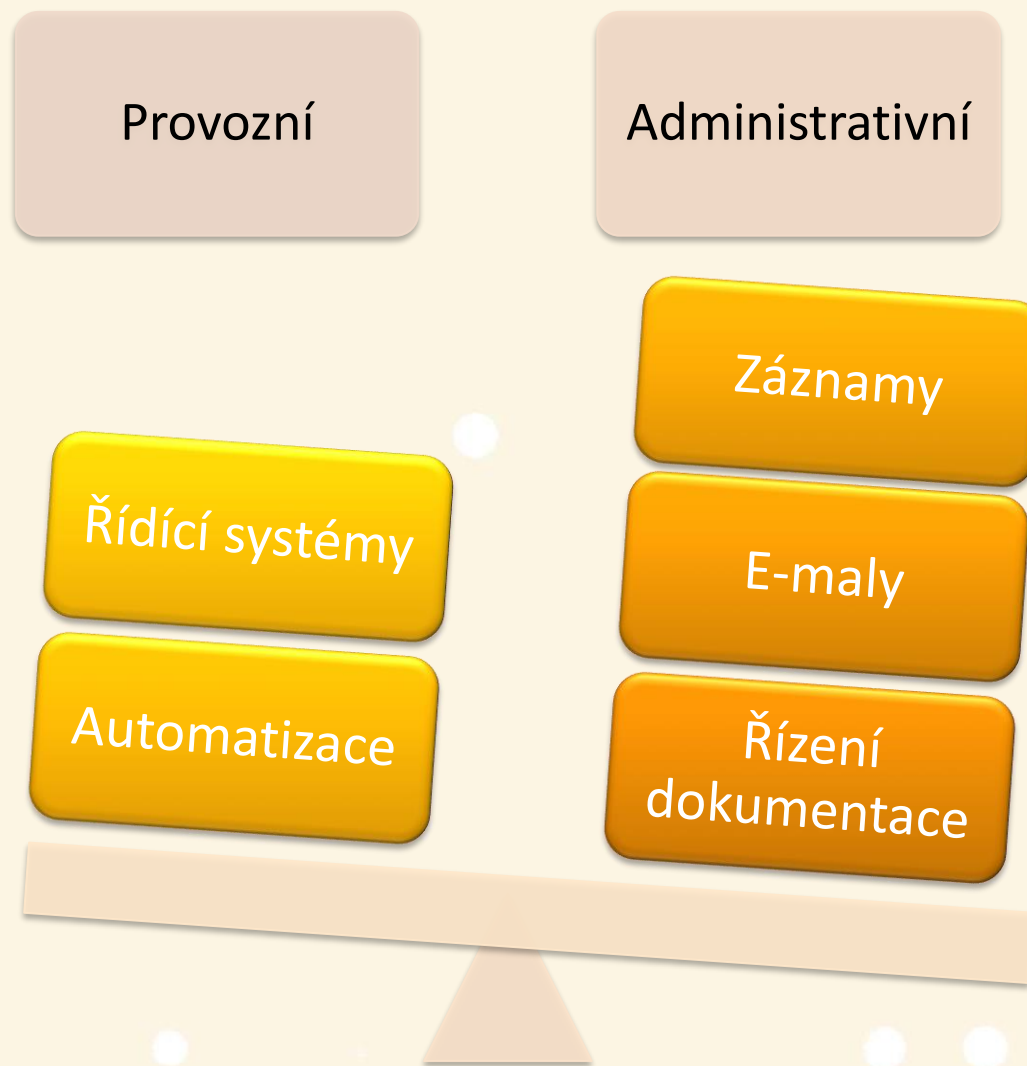 Provozní
Administrativní
Záznamy
Řídící systémy
E-maly
Automatizace
Řízení
dokumentace